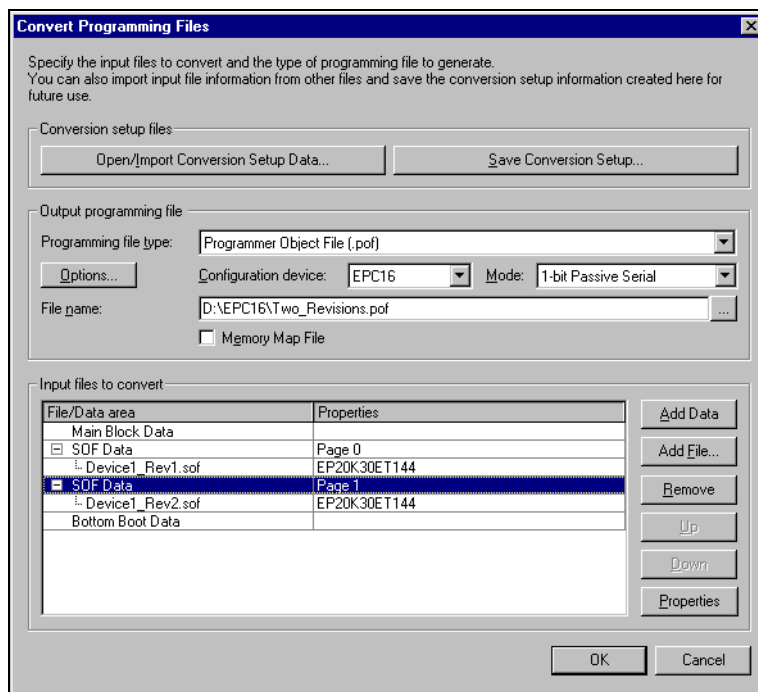 Convert Programming Files
Specify the input files to convert and the type of programming file to generate.
You can also import input file information from other files and save the conversion setup information created here for
future use.
Conversion setup files
Open/Import Conversion Setup Data... Save Conversion Setup...
Output programming file
Programming file type: Programmer Object File (.pof)
Options... Configuration device: EPC16 Mode: 1-bit Passive Serial
File name: D:\EPC16\Two_Revisions.pof ...
Memory Map File
Input files to convert
File/Data area Properties Add Data
Main Block Data
SOF Data Page 0 Add File...
Device1_Rev1.sof EP20K30ET144
SOF Data Page 1 Remove
Device1_Rev2.sof EP20K30ET144
Bottom Boot Data Up
Down
Properties
OK Cancel